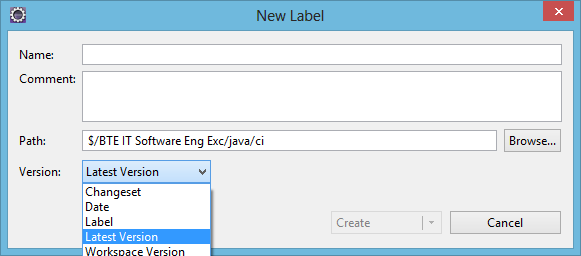 New Label
Name:
Comment:
Path: $/BTE IT Software Eng Exc/java/ci Browse...
Version: Latest Version
Changeset
Date
Label
Latest Version
Workspace Version
Create Cancel